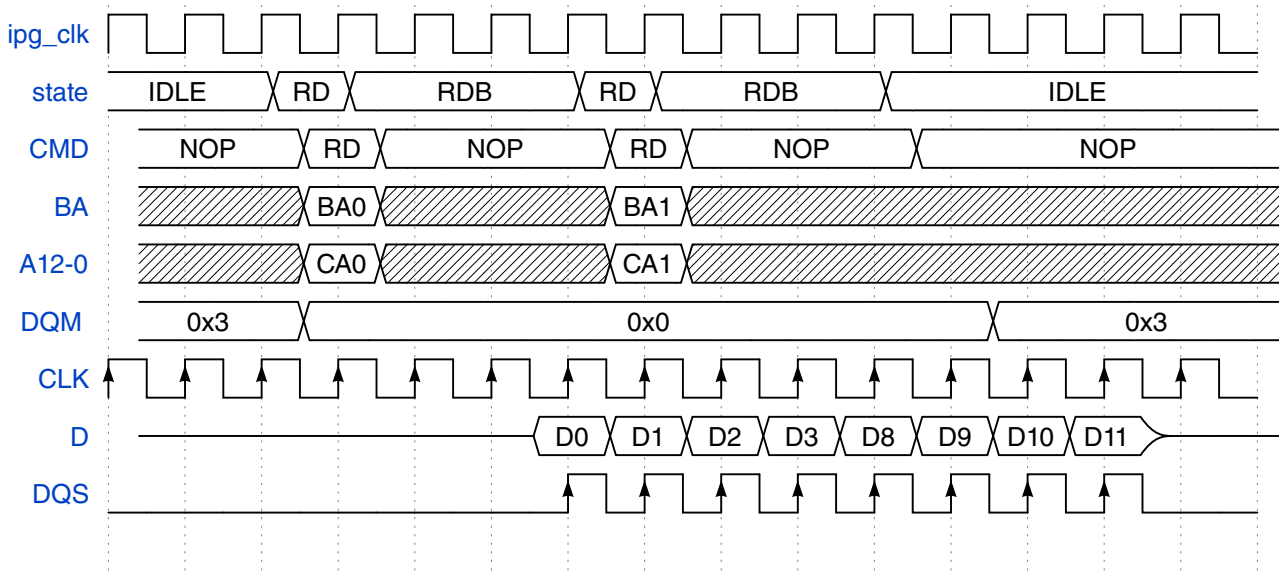 ipg_clk
state IDLE RD RDB RD RDB IDLE
CMD NOP RD NOP RD NOP NOP
BA BA0 BA1
A12-0 CA0 CA1
DQM 0x3 0x0 0x3
CLK
D D0 D1 D2 D3 D8 D9 D10 D11
DQS